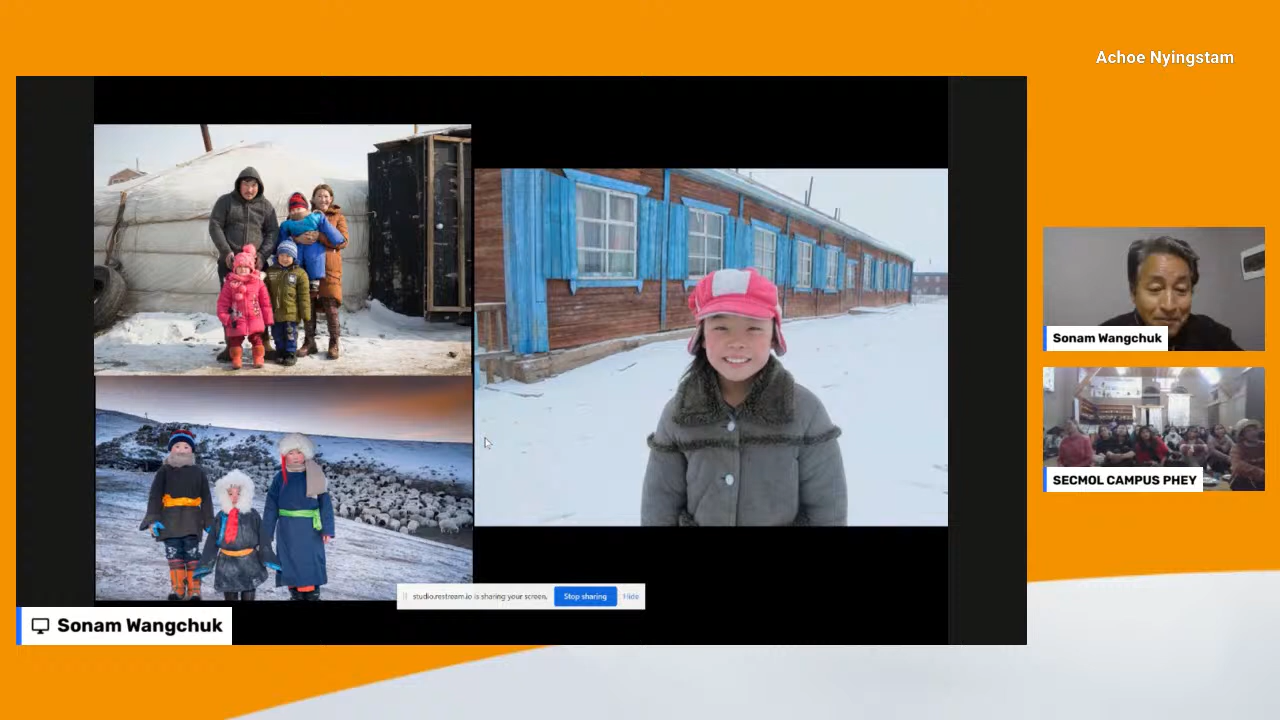 Achoe Nyingstam
Sonam Wangchuk
SECMOL CAMPUS PHEY
studio.restream.io is sharing your screen.
Stop sharing
Hide
Sonam Wangchuk